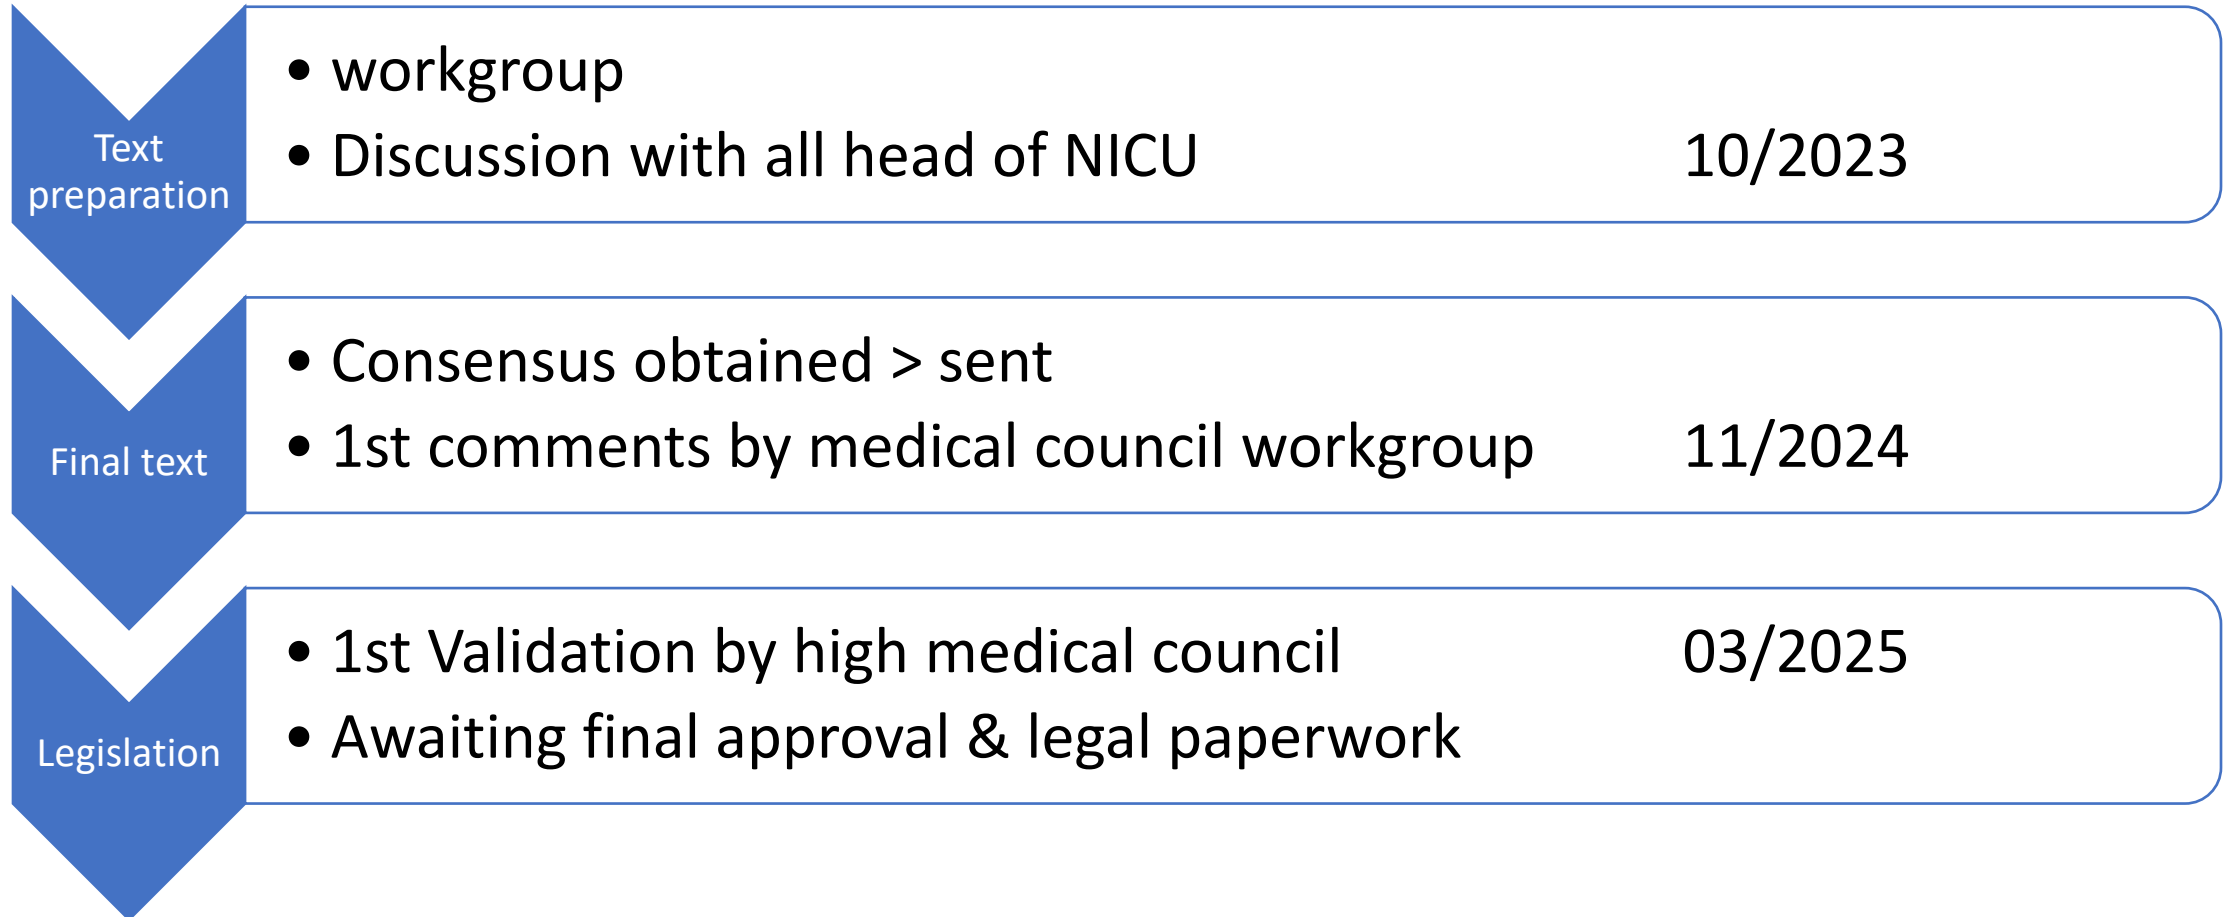 Text
preparation
• workgroup
• Discussion with all head of NICU 10/2023
Final text
• Consensus obtained > sent
• 1st comments by medical council workgroup 11/2024
Legislation
• 1st Validation by high medical council 03/2025
• Awaiting final approval & legal paperwork